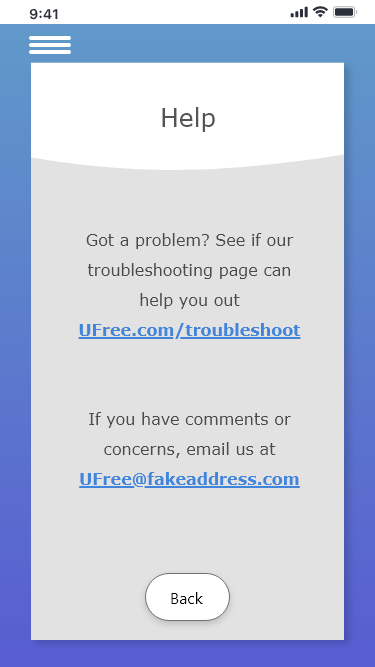 9:41
Help
Got a problem? See if our
troubleshooting page can
help you out
UFree.com/troubleshoot
If you have comments or
concerns, email us at
UFree@fakeaddress.com
Back